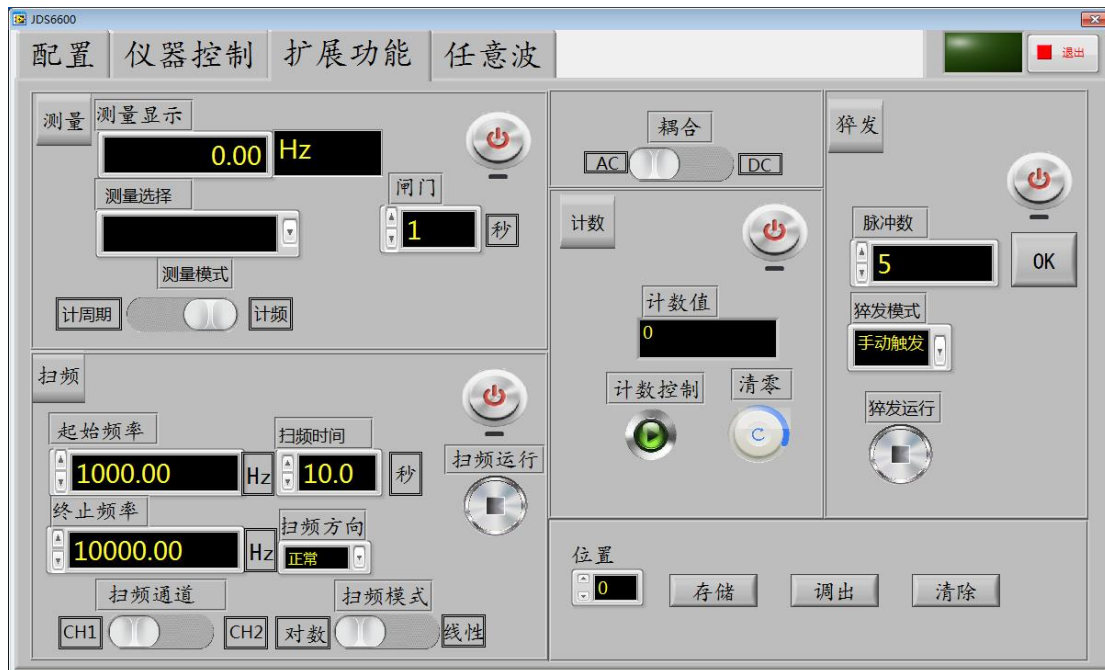 JDS6600
配置
仪器控制
扩展功能
任意波
退出
测量
测量显示
0.00
Hz
测量选择
闸门
1
秒
测量模式
计周期
计频
耦合
AC
DC
计数
计数值
0
计数控制
清零
猝发
脉冲数
5
OK
猝发模式
手动触发
猝发运行
扫频
起始频率
1000.00
Hz
扫频时间
10.0
秒
扫频运行
终止频率
10000.00
Hz
扫频方向
正常
扫频通道
CH1
CH2
扫频模式
对数
线性
位置
0
存储
调出
清除